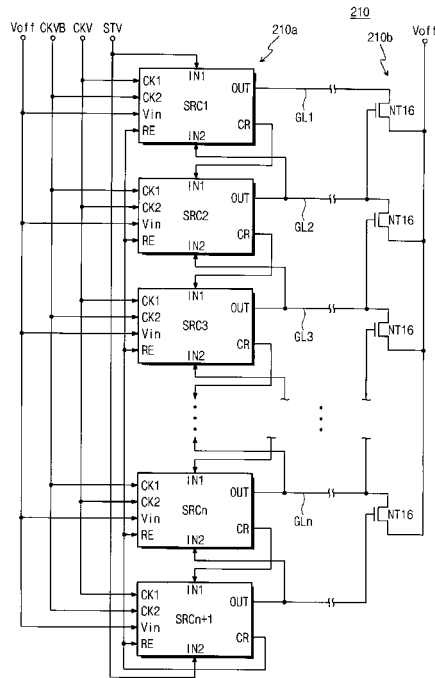 210
Voff CKVB CKV STV 210a 210b Voff
IN1
CK1 OUT
CK2 SRC1 GL1 NT16
Vin CR
RE IN2
IN1
CK1 OUT
CK2 SRC2 GL2 NT16
Vin CR
RE IN2
IN1
CK1 OUT
CK2 SRC3 GL3 NT16
Vin CR
RE IN2
IN1
CK1 OUT
CK2 SRCn GLn NT16
Vin CR
RE IN2
IN1
CK1 OUT
CK2 SRCn+1
Vin CR
RE IN2